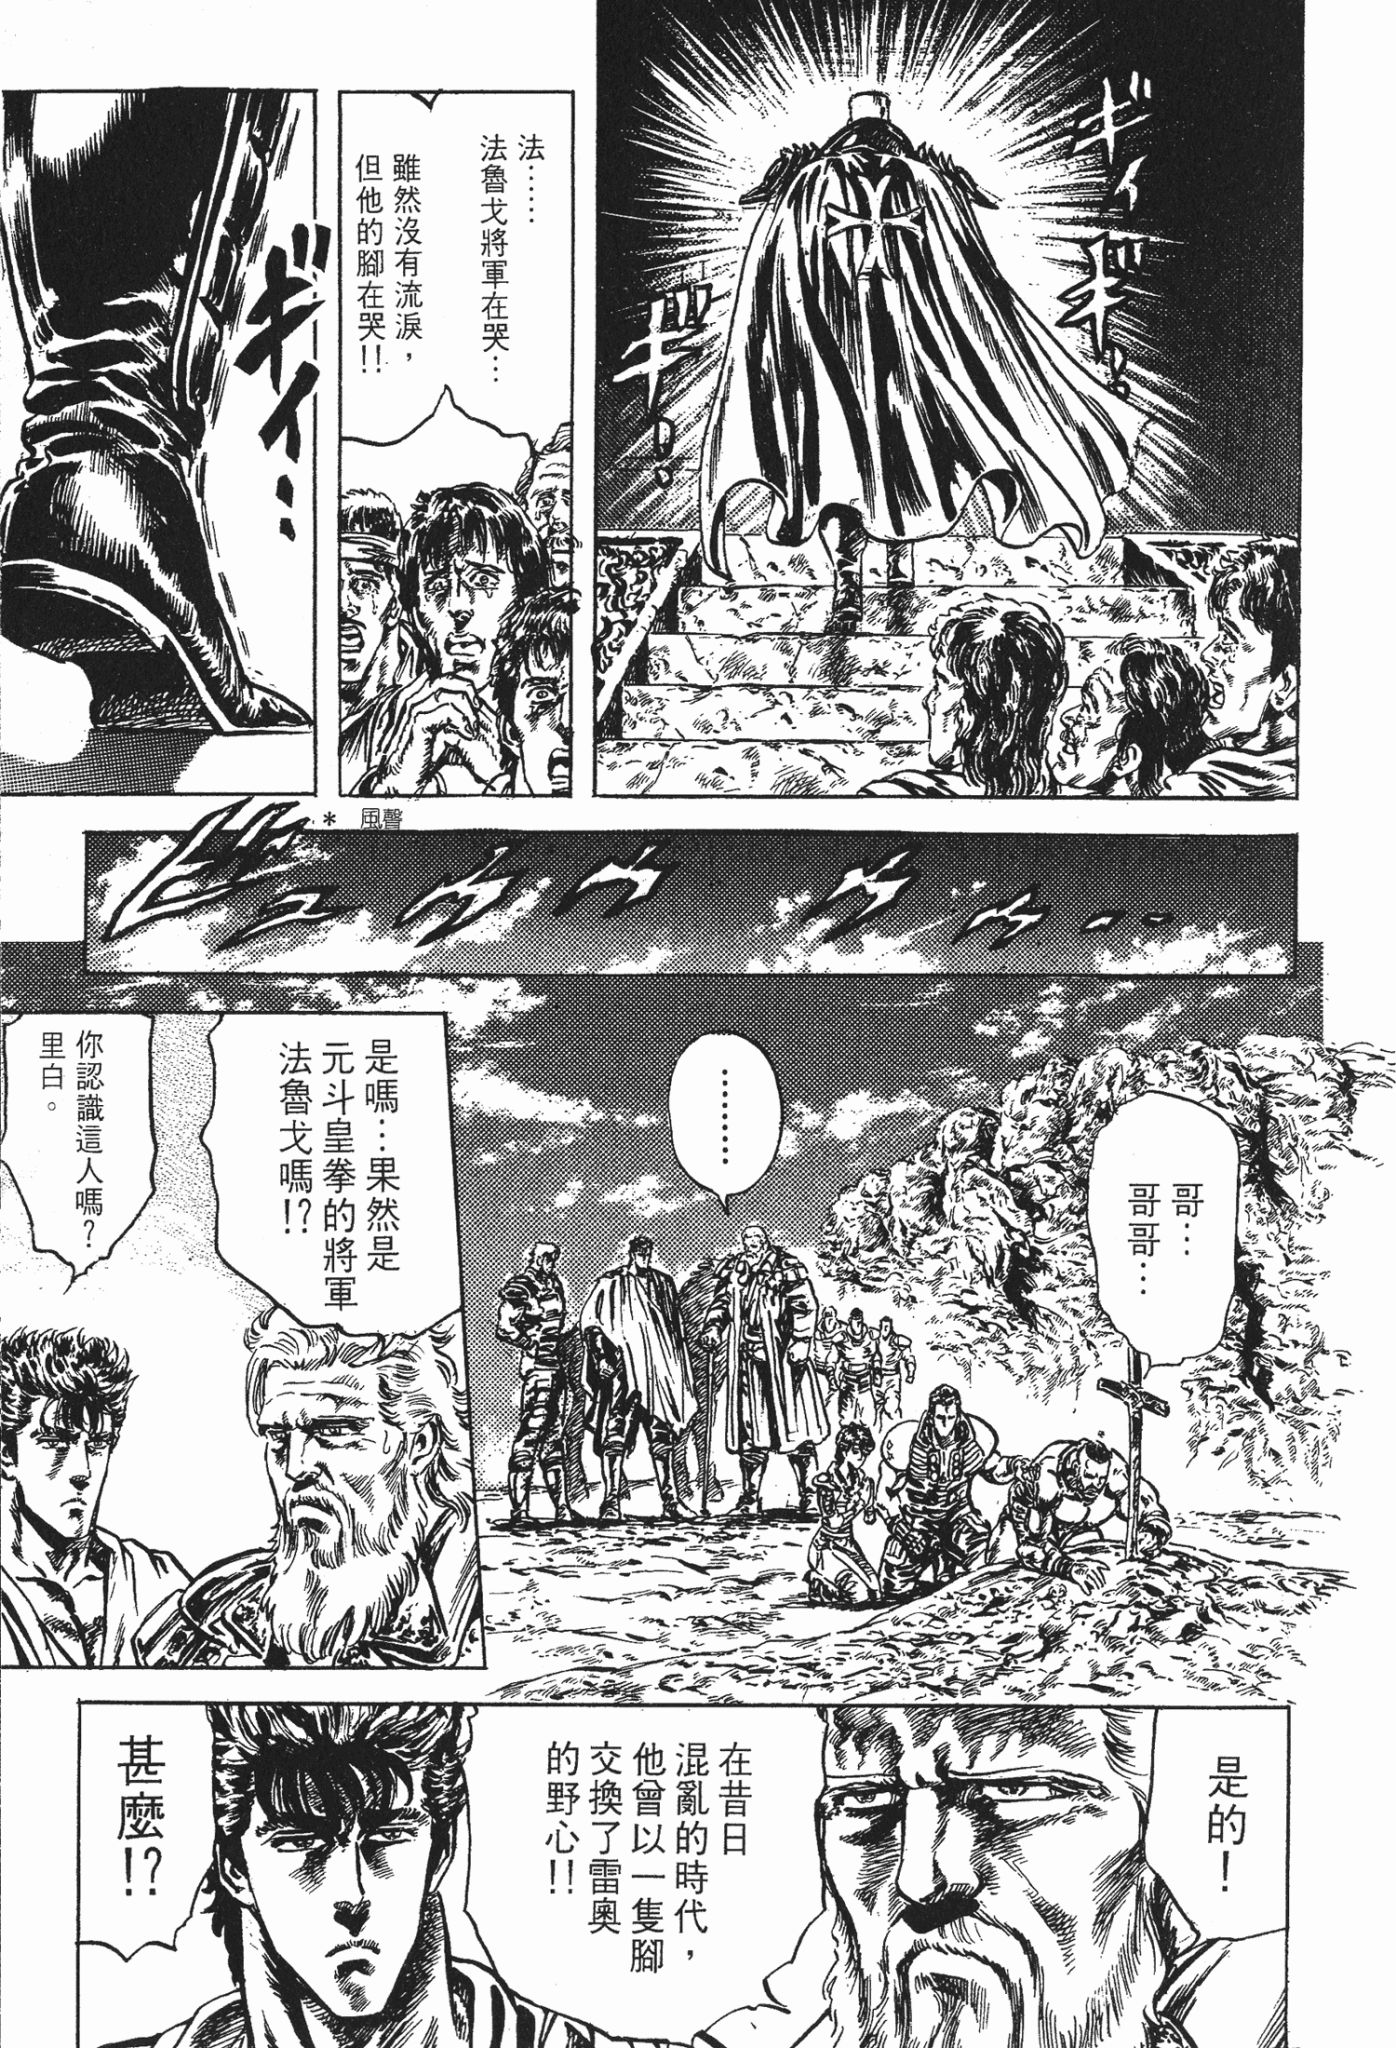 ギィ
ギィ…
ギィ…
法……
法魯戈將軍在哭…
雖然沒有流淚，
但他的腳在哭!!
ギィ…
＊　風聲
ビュウウウウ…
哥…
哥哥…
………
是嗎…果然是
元斗皇拳的將軍
法魯戈嗎!?
你認識這人嗎？
里白。
是的！
在昔日
混亂的時代，
他曾以一隻腳
交換了雷奧
的野心!!
甚麼!?